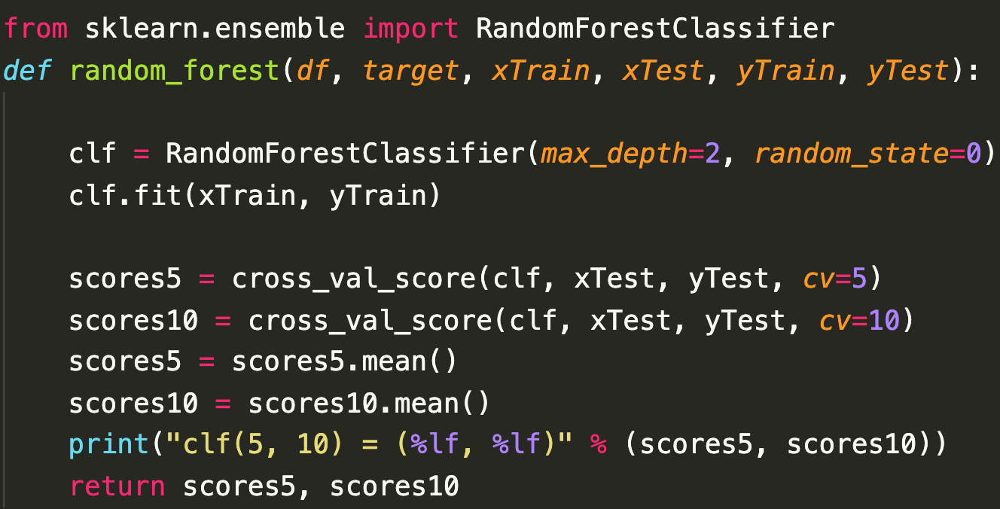 from sklearn.ensemble import RandomForestClassifier
def random_forest(df, target, xTrain, xTest, yTrain, yTest):
clf = RandomForestClassifier(max_depth=2, random_state=0)
clf.fit(xTrain, yTrain)
scores5 = cross_val_score(clf, xTest, yTest, cv=5)
scores10 = cross_val_score(clf, xTest, yTest, cv=10)
scores5 = scores5.mean()
scores10 = scores10.mean()
print("clf(5, 10) = (%lf, %lf)" % (scores5, scores10))
return scores5, scores10